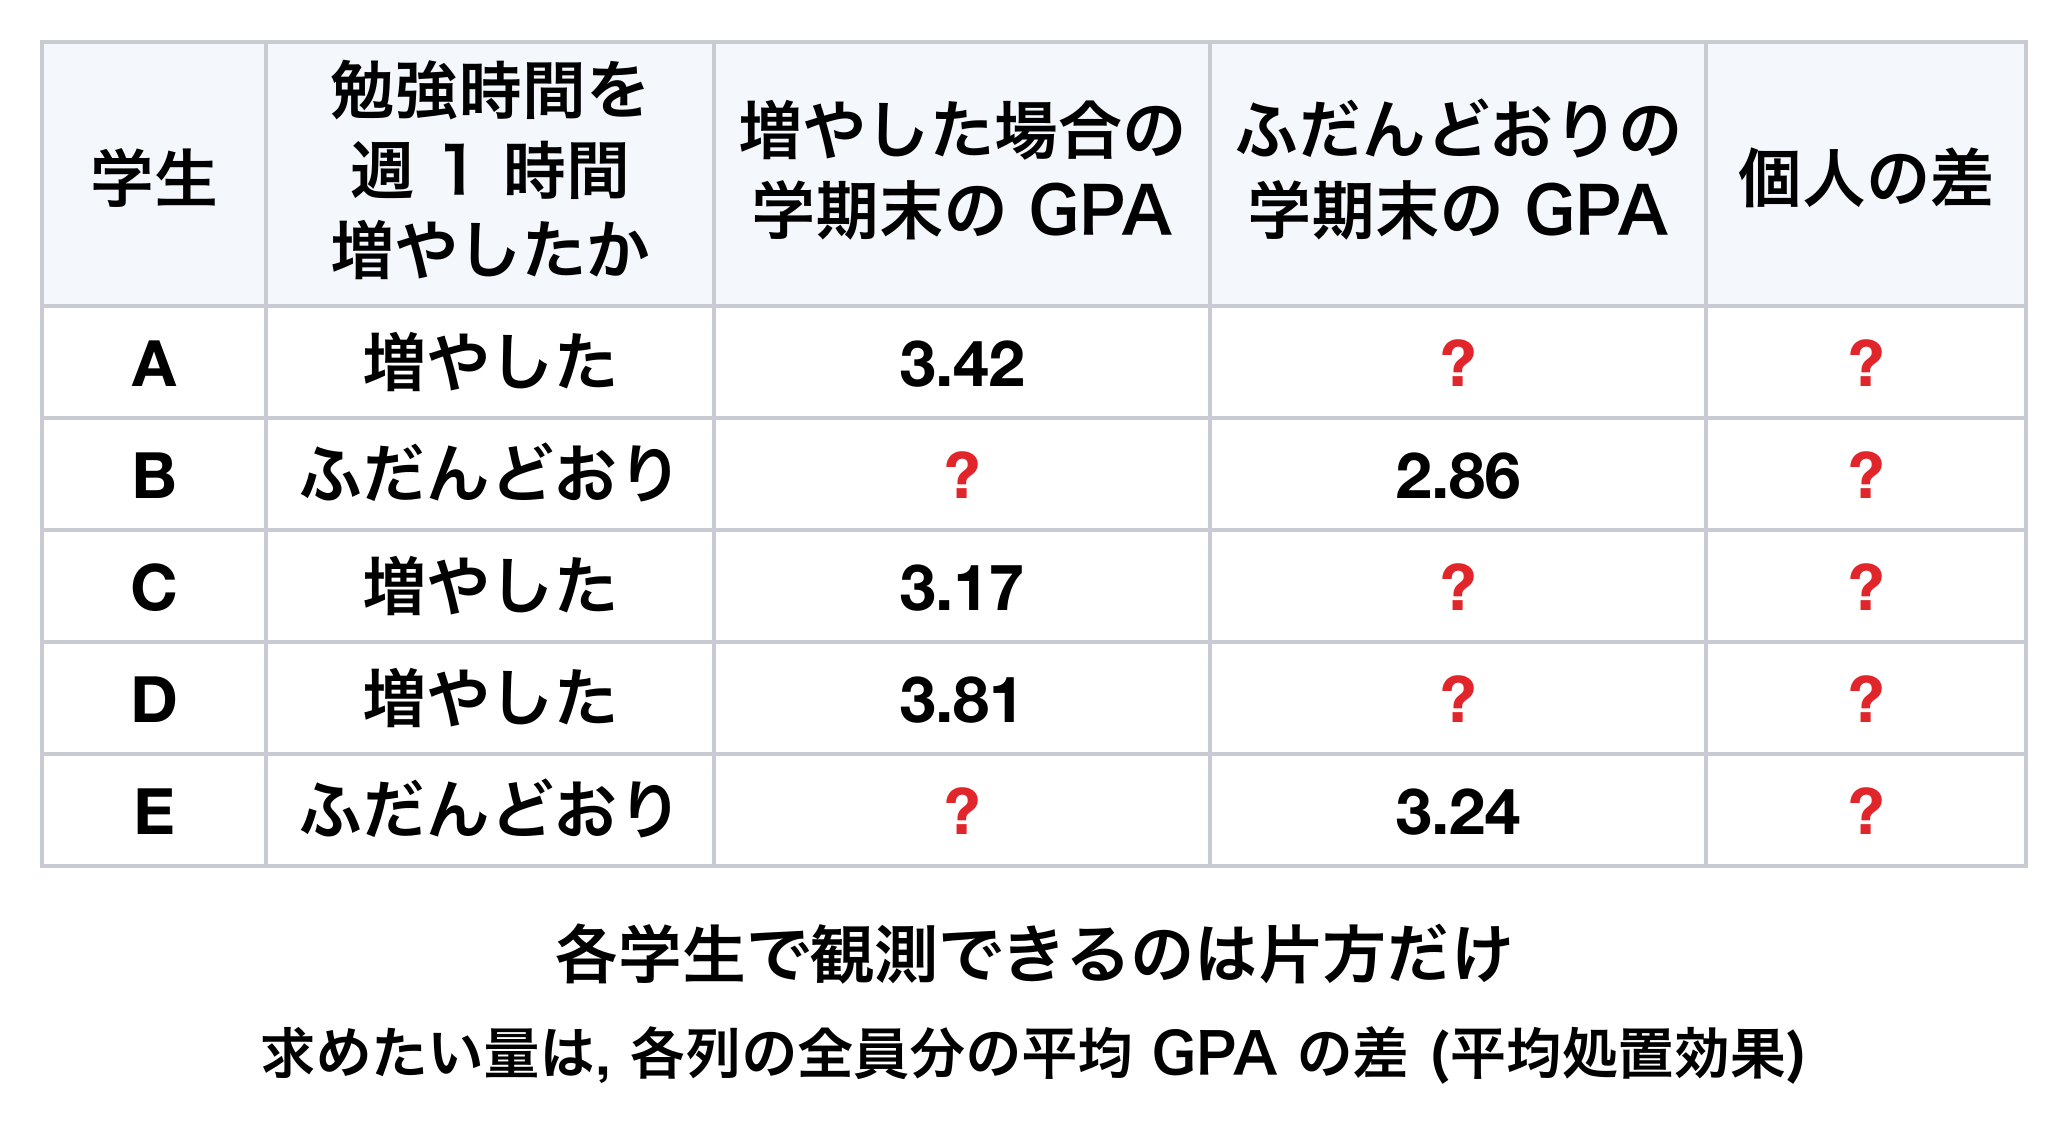 学生
勉強時間を
週 1 時間
増やしたか
増やした場合の
学期末の GPA
ふだんどおりの
学期末の GPA
個人の差
A 増やした 3.42 ? ?
B ふだんどおり ? 2.86 ?
C 増やした 3.17 ? ?
D 増やした 3.81 ? ?
E ふだんどおり ? 3.24 ?
各学生で観測できるのは片方だけ
求めたい量は, 各列の全員分の平均 GPA の差 (平均処置効果)